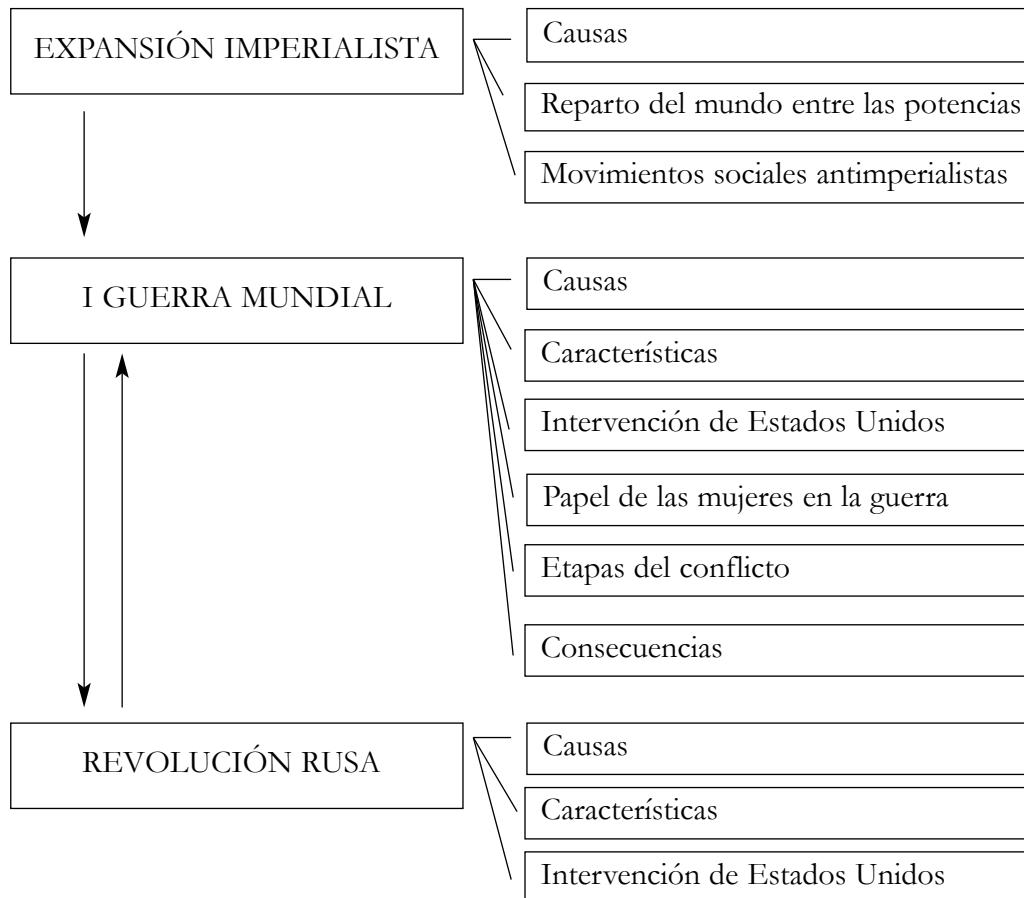 EXPANSIÓN IMPERIALISTA
Causas
Reparto del mundo entre las potencias
Movimientos sociales antimperialistas
I GUERRA MUNDIAL
Causas
Características
Intervención de Estados Unidos
Papel de las mujeres en la guerra
Etapas del conflicto
Consecuencias
REVOLUCIÓN RUSA
Causas
Características
Intervención de Estados Unidos